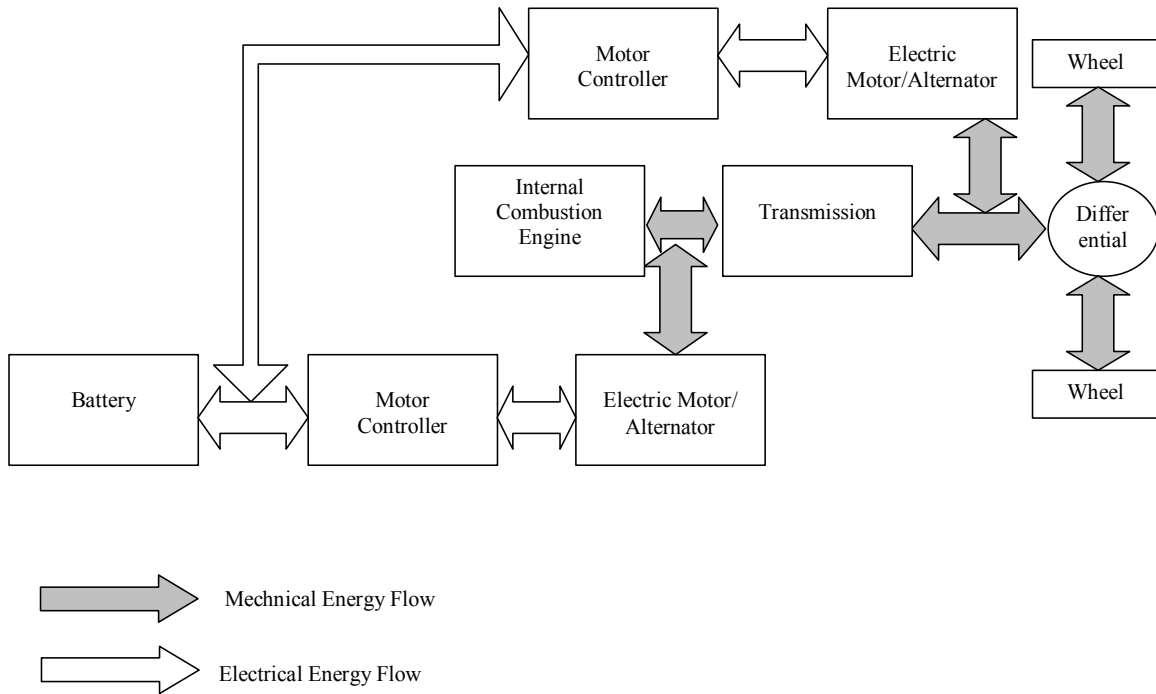 Motor
Controller
Electric
Motor/Alternator
Wheel
Internal
Combustion
Engine
Transmission
Differ
ential
Battery
Motor
Controller
Electric Motor/
Alternator
Wheel
Mechnical Energy Flow
Electrical Energy Flow